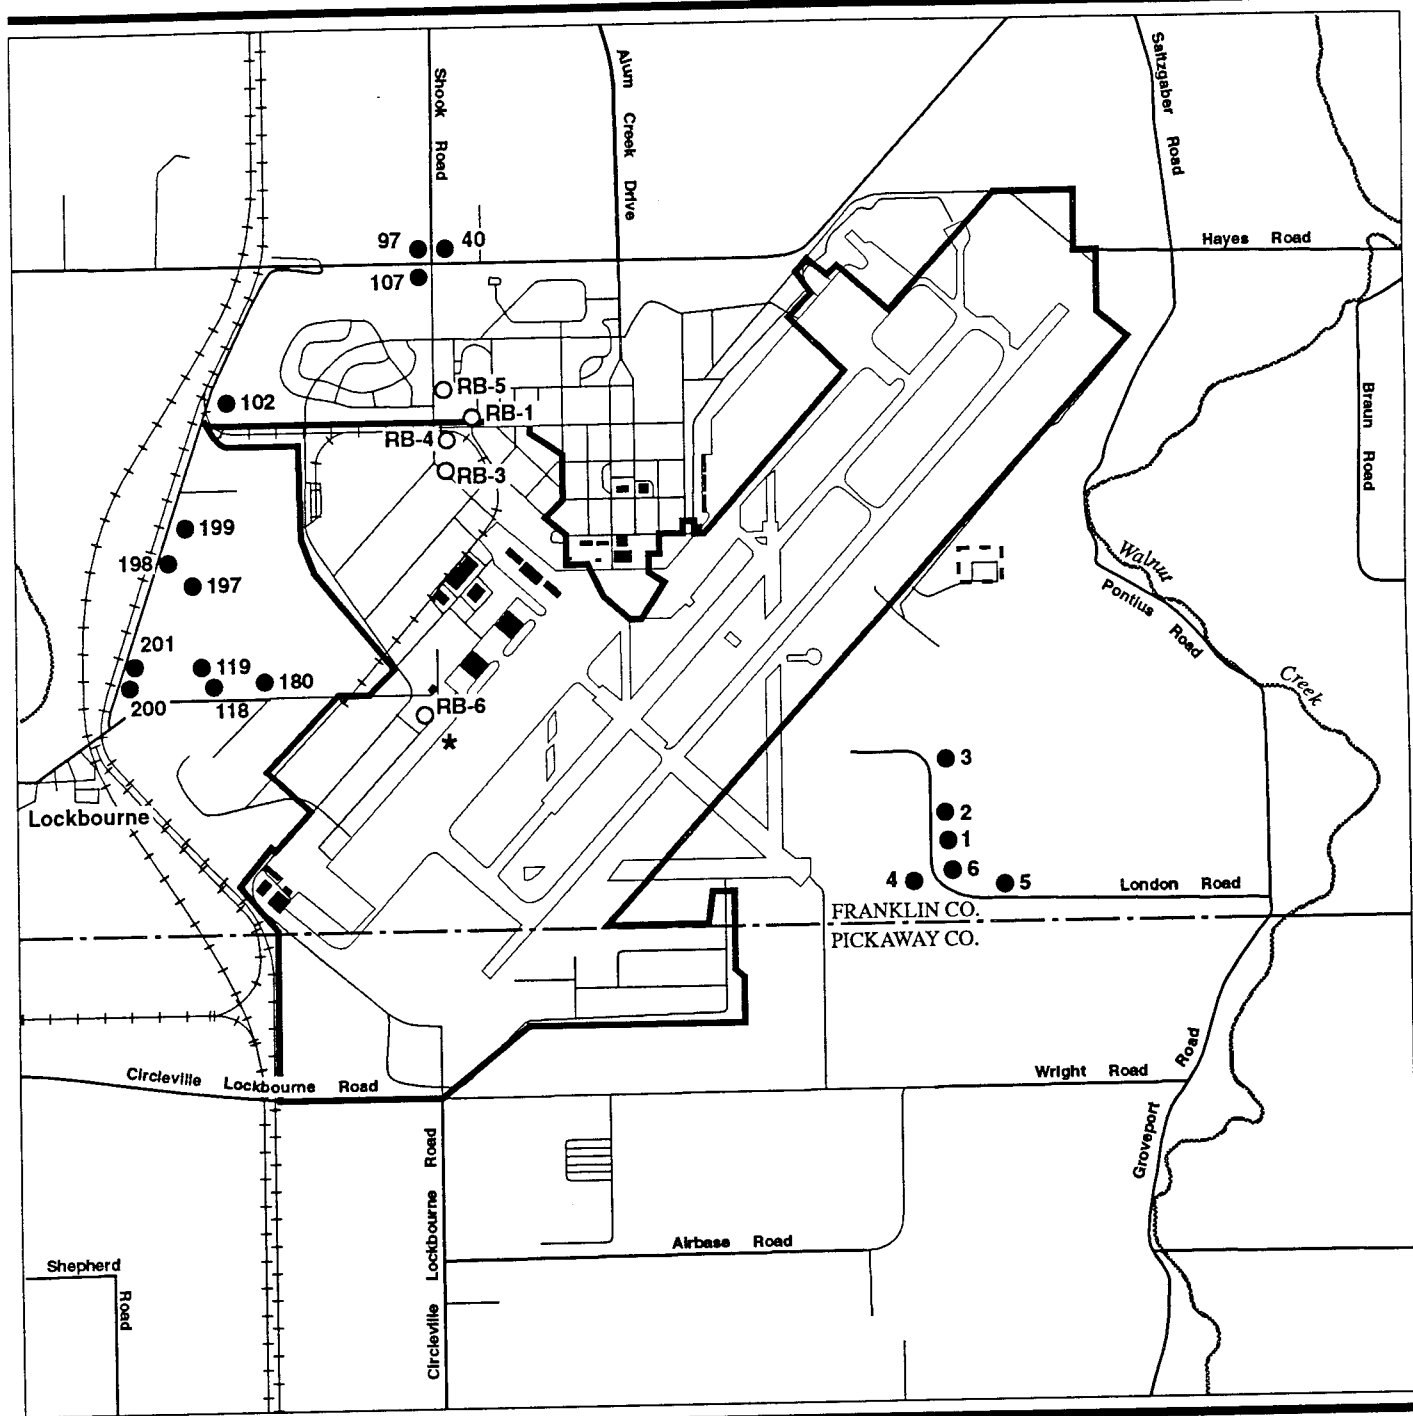 Shook Road
Alum Creek Drive
Saltzgaber Road
97
40
107
Hayes Road
RB-5
102
RB-1
RB-4
RB-3
Braun Road
199
198
197
Walnur
Pontius Road
201
119
180
200
118
Creek
RB-6
*
3
2
1
Lockbourne
6
4
5
London Road
FRANKLIN CO.
PICKAWAY CO.
Circleville Lockbourne Road
Wright Road
Groveport Road
Circleville Lockbourne Road
Airbase Road
Shepherd Road